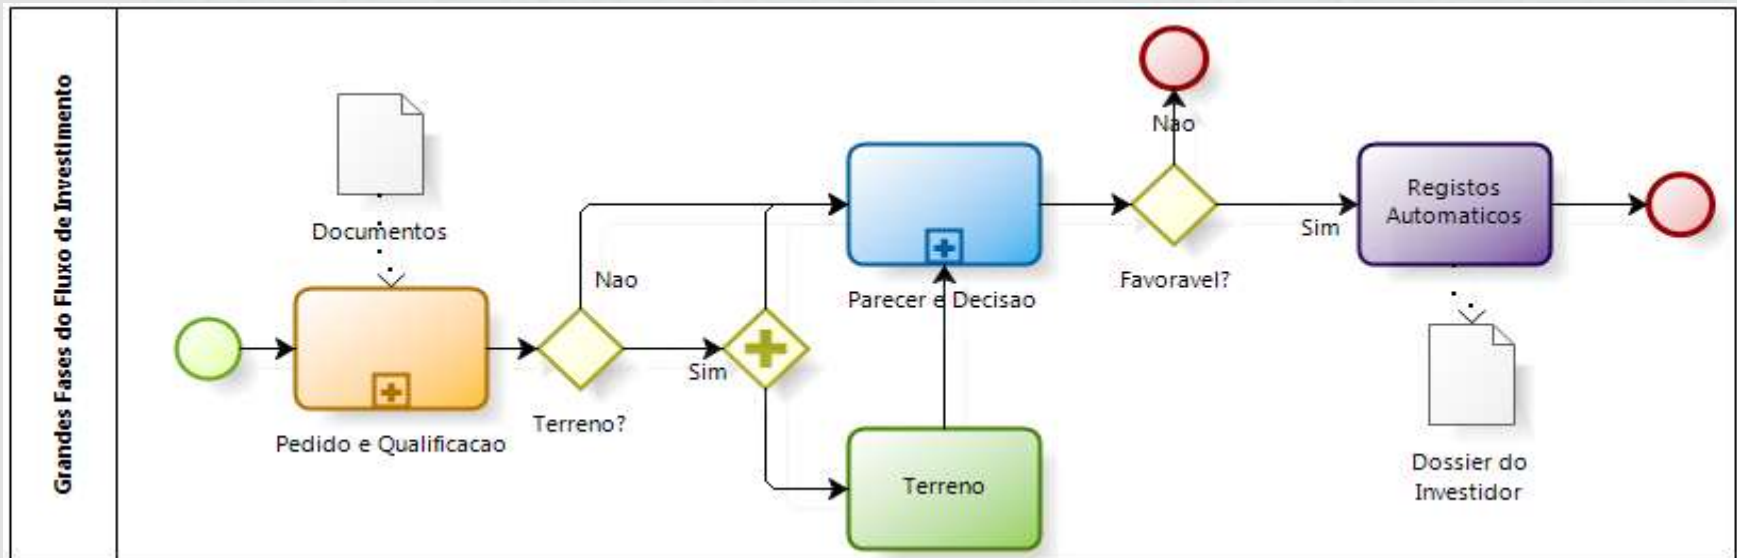 Grandes Fases do Fluxo de Investimento
Documentos
Pedido e Qualificacao
Terreno?
Nao
Sim
Terreno
Parecer e Decisao
Favoravel?
Nao
Sim
Registos
Automaticos
Dossier do
Investidor